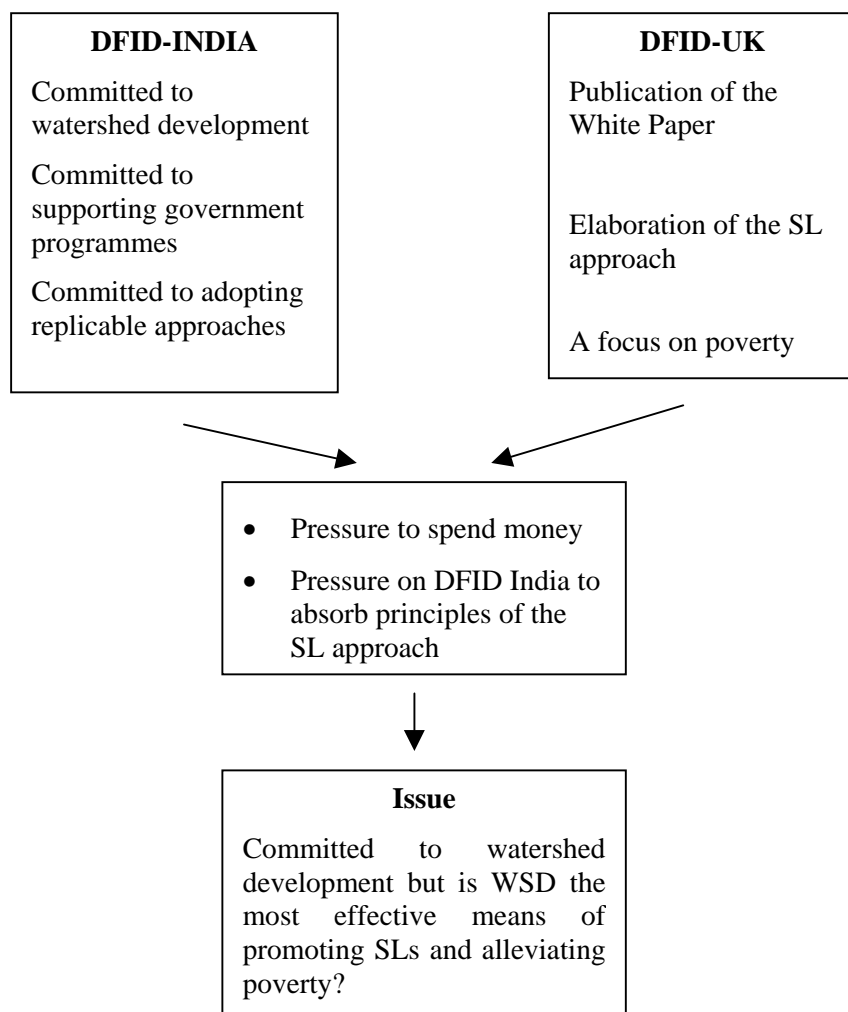 DFID-INDIA
Committed to
watershed development
Committed to
supporting government
programmes
Committed to adopting
replicable approaches
DFID-UK
Publication of the
White Paper
Elaboration of the SL
approach
A focus on poverty
• Pressure to spend money
• Pressure on DFID India to
absorb principles of the
SL approach
Issue
Committed to watershed
development but is WSD the
most effective means of
promoting SLs and alleviating
poverty?